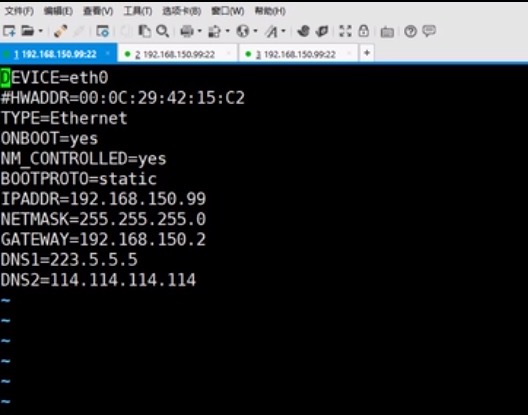 文件(F) 编辑(E) 查看(V) 工具(T) 选项卡(B) 窗口(W) 帮助(H)
1 192.168.150.99:22 2 192.168.150.99:22 3 192.168.150.99:22 +
DEVICE=eth0
#HWADDR=00:0C:29:42:15:C2
TYPE=Ethernet
ONBOOT=yes
NM_CONTROLLED=yes
BOOTPROTO=static
IPADDR=192.168.150.99
NETMASK=255.255.255.0
GATEWAY=192.168.150.2
DNS1=223.5.5.5
DNS2=114.114.114.114
~
~
~
~
~
~